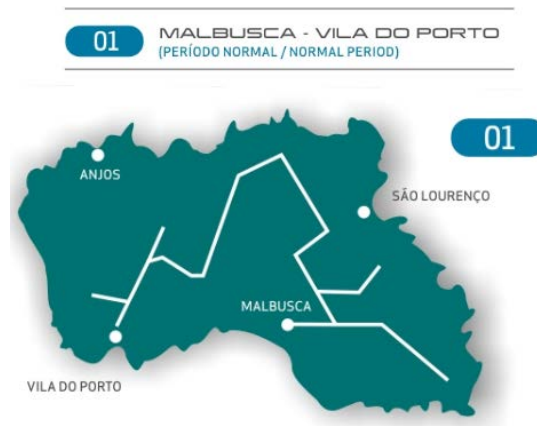 01
MALBUSCA - VILA DO PORTO
(PERÍODO NORMAL / NORMAL PERIOD)
01
ANJOS
SÃO LOURENÇO
MALBUSCA
VILA DO PORTO